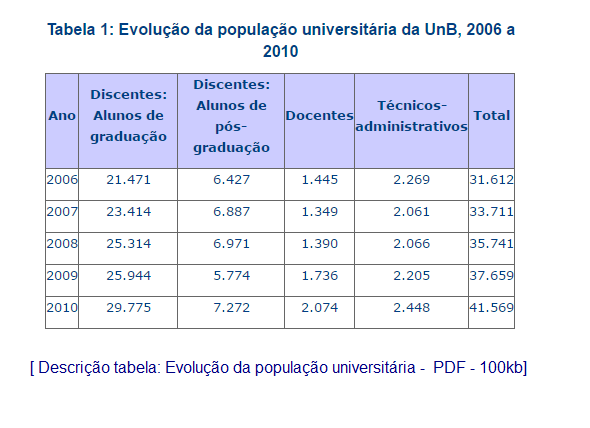 Tabela 1: Evolução da população universitária da UnB, 2006 a
2010
Ano Discentes: Alunos de graduação Discentes: Alunos de pós-graduação Docentes Técnicos-administrativos Total
2006 21.471 6.427 1.445 2.269 31.612
2007 23.414 6.887 1.349 2.061 33.711
2008 25.314 6.971 1.390 2.066 35.741
2009 25.944 5.774 1.736 2.205 37.659
2010 29.775 7.272 2.074 2.448 41.569
[ Descrição tabela: Evolução da população universitária - PDF - 100kb]